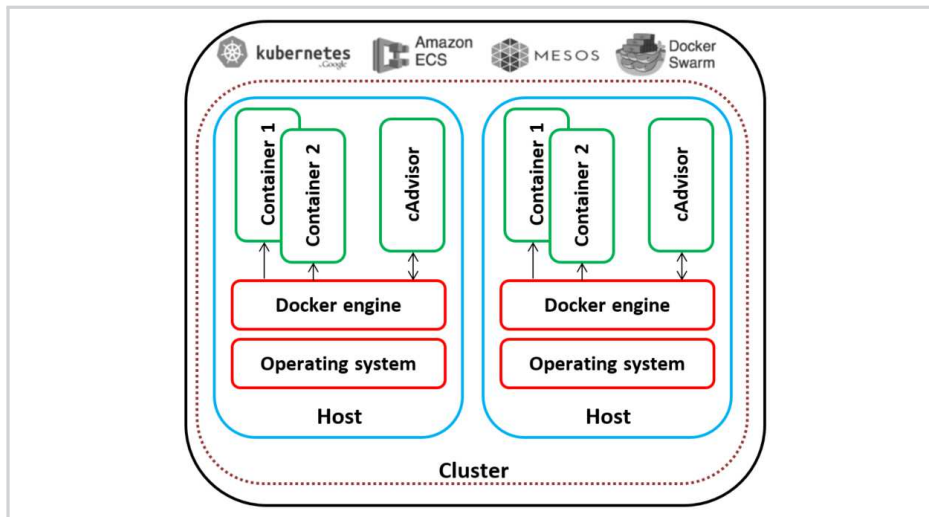 kubernetes
by Google
Amazon
ECS
MESOS
Docker
Swarm
Container 1
Container 2
cAdvisor
Docker engine
Operating system
Host
Container 1
Container 2
cAdvisor
Docker engine
Operating system
Host
Cluster